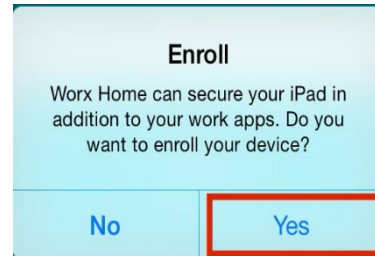 Enroll
Worx Home can secure your iPad in
addition to your work apps. Do you
want to enroll your device?
No
Yes